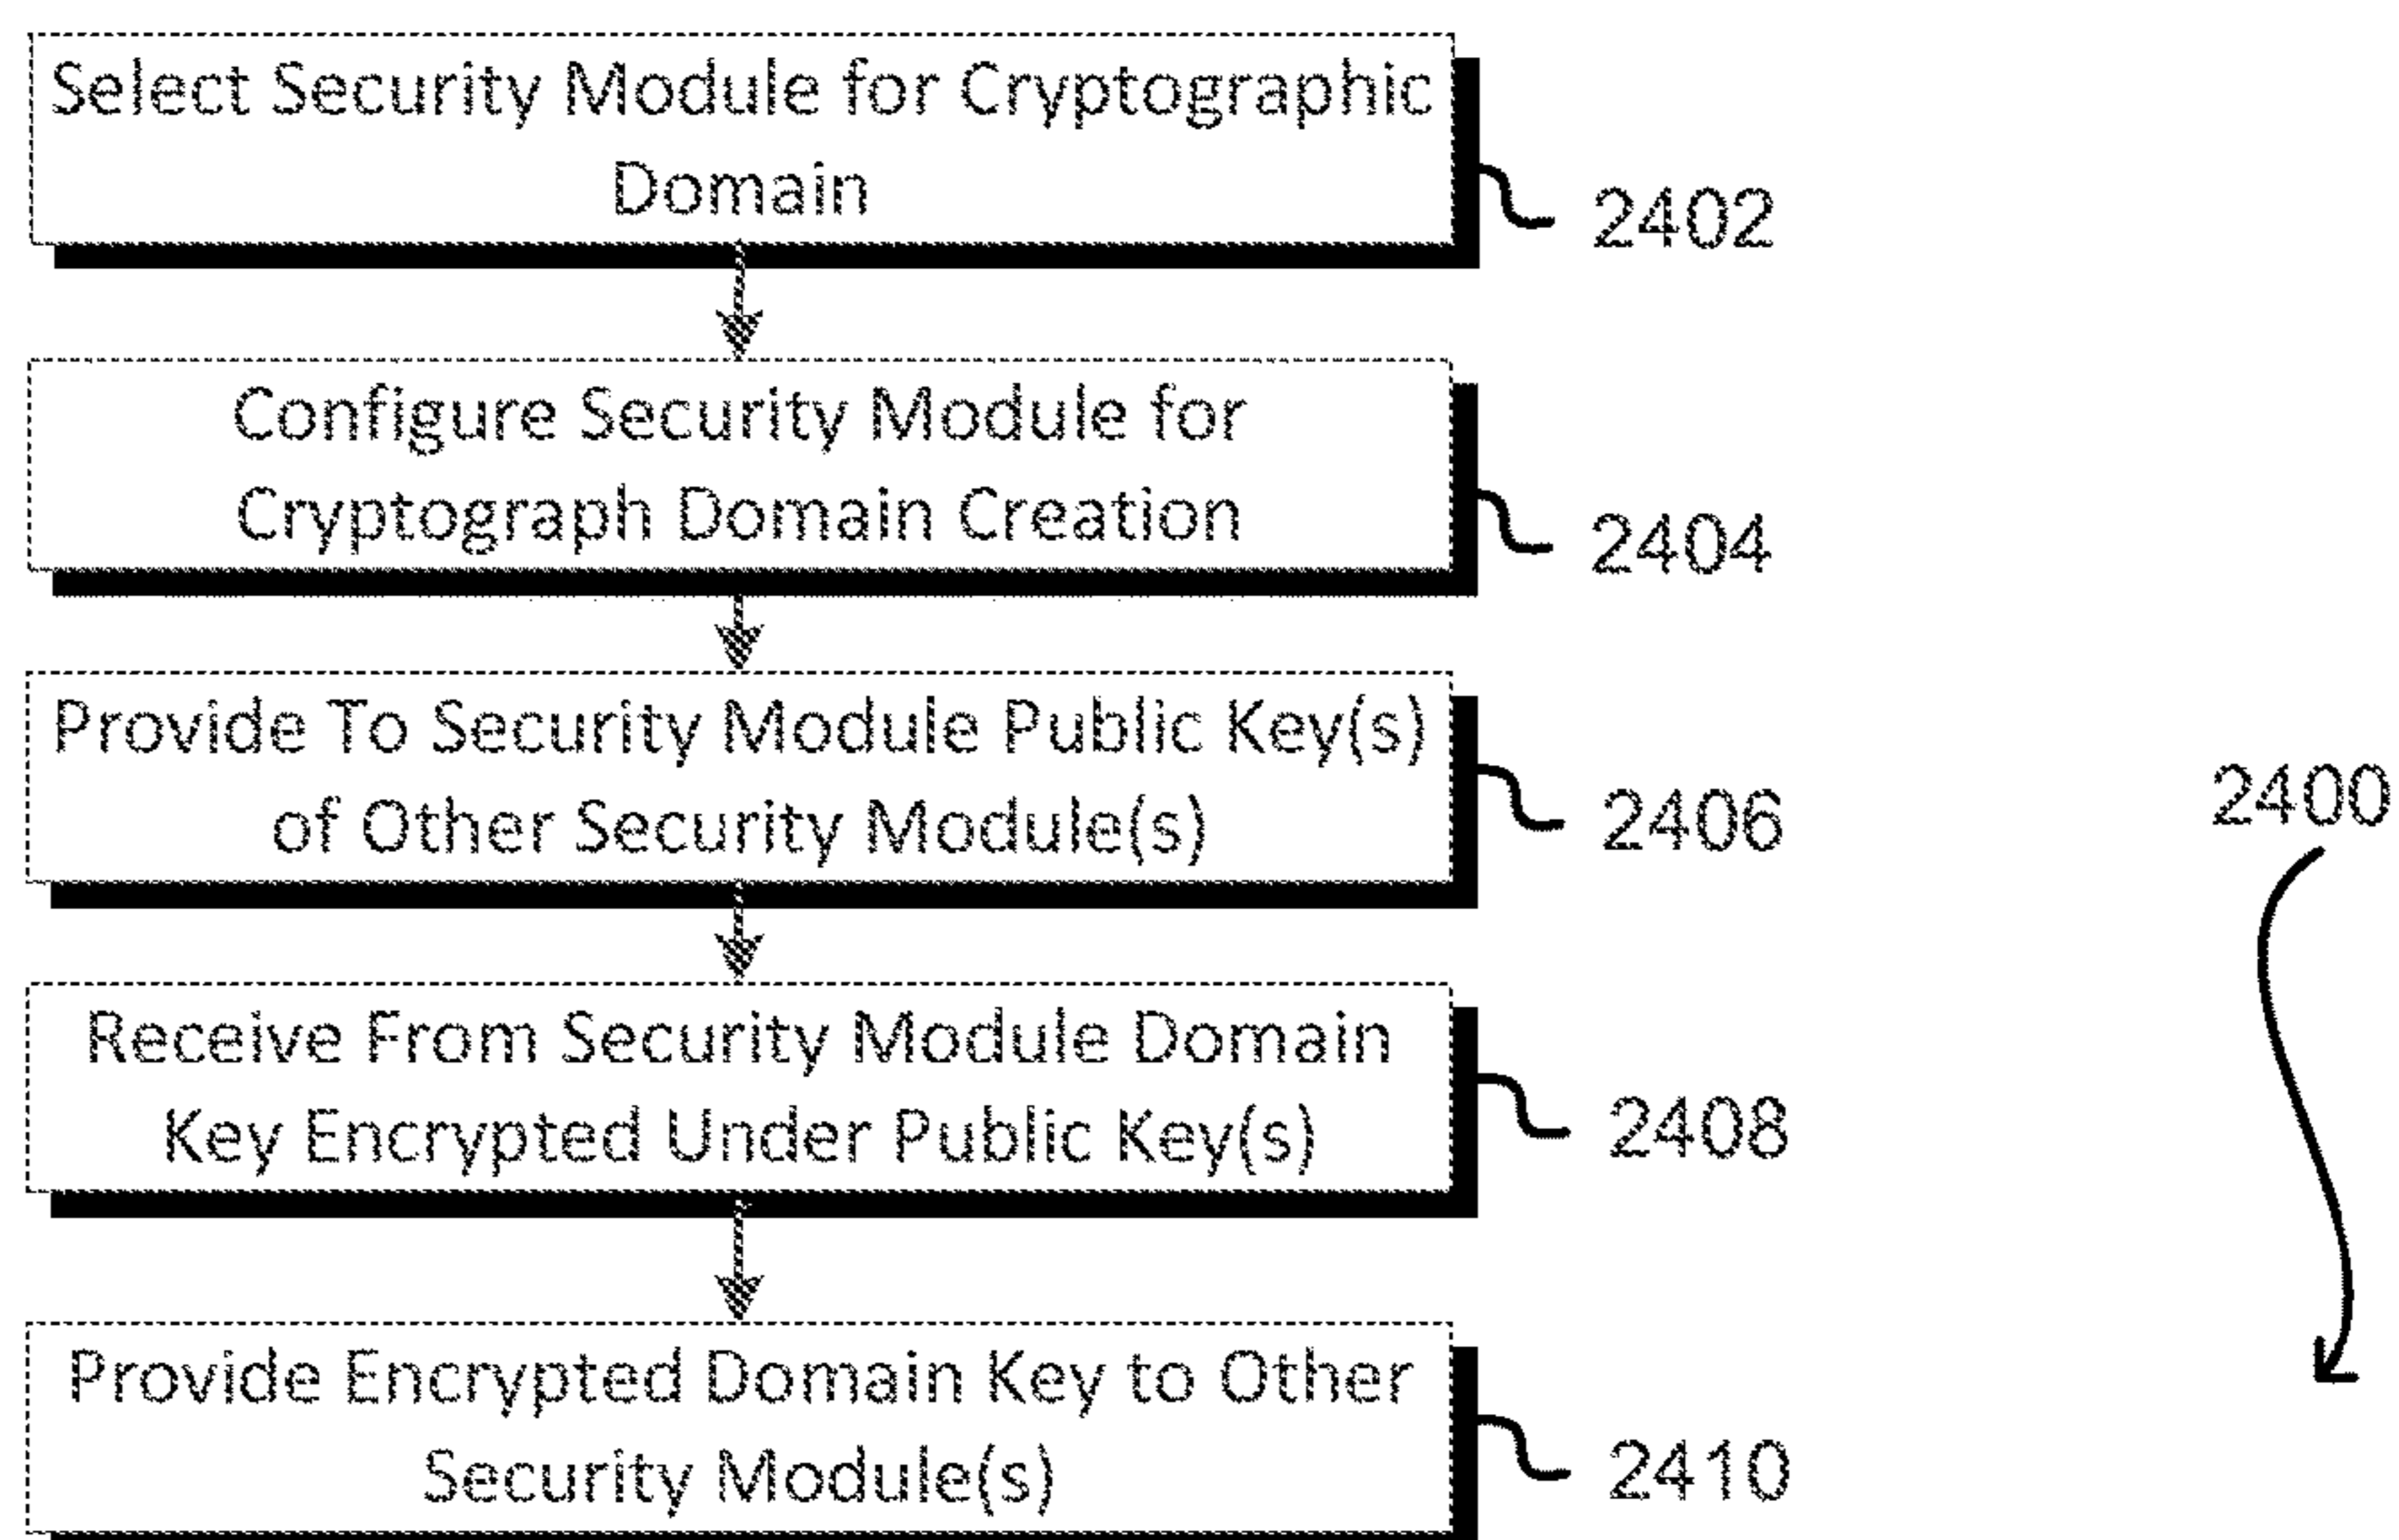 Select Security Module for Cryptographic
Domain
2402
Configure Security Module for
Cryptograph Domain Creation
2404
Provide To Security Module Public Key(s)
of Other Security Module(s)
2406
2400
Receive From Security Module Domain
Key Encrypted Under Public Key(s)
2408
Provide Encrypted Domain Key to Other
Security Module(s)
2410